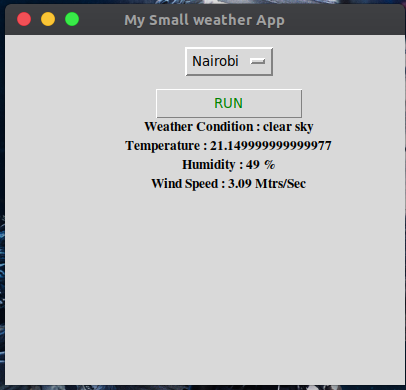 My Small weather App
Nairobi
RUN
Weather Condition : clear sky
Temperature : 21.149999999999977
Humidity : 49 %
Wind Speed : 3.09 Mtrs/Sec